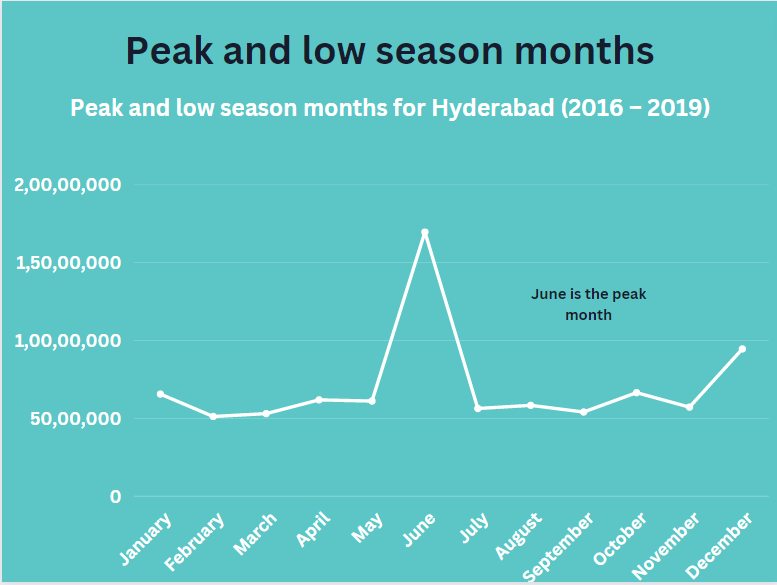 Peak and low season months
Peak and low season months for Hyderabad (2016 – 2019)
2,00,00,000
1,50,00,000
1,00,00,000
50,00,000
0
June is the peak
month
January
February
March
April
May
June
July
August
September
October
November
December